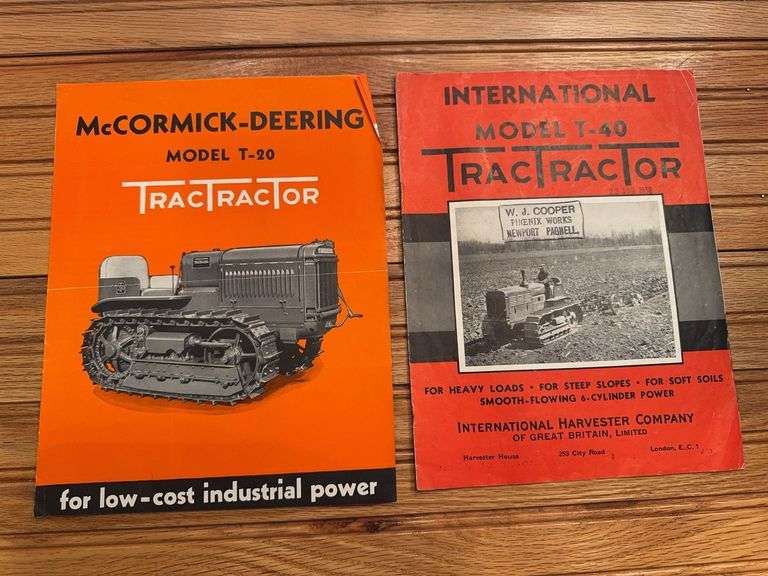 McCORMICK-DEERING
MODEL T-20
TRACTRACTOR
for low-cost industrial power
INTERNATIONAL
MODEL T-40
TRACTRACTOR
W. J. COOPER
PHŒNIX WORKS
NEWPORT PAGNELL.
FOR HEAVY LOADS · FOR STEEP SLOPES · FOR SOFT SOILS
SMOOTH-FLOWING 6-CYLINDER POWER
INTERNATIONAL HARVESTER COMPANY
OF GREAT BRITAIN, LIMITED
Harvester House 259 City Road London, E.C. 1